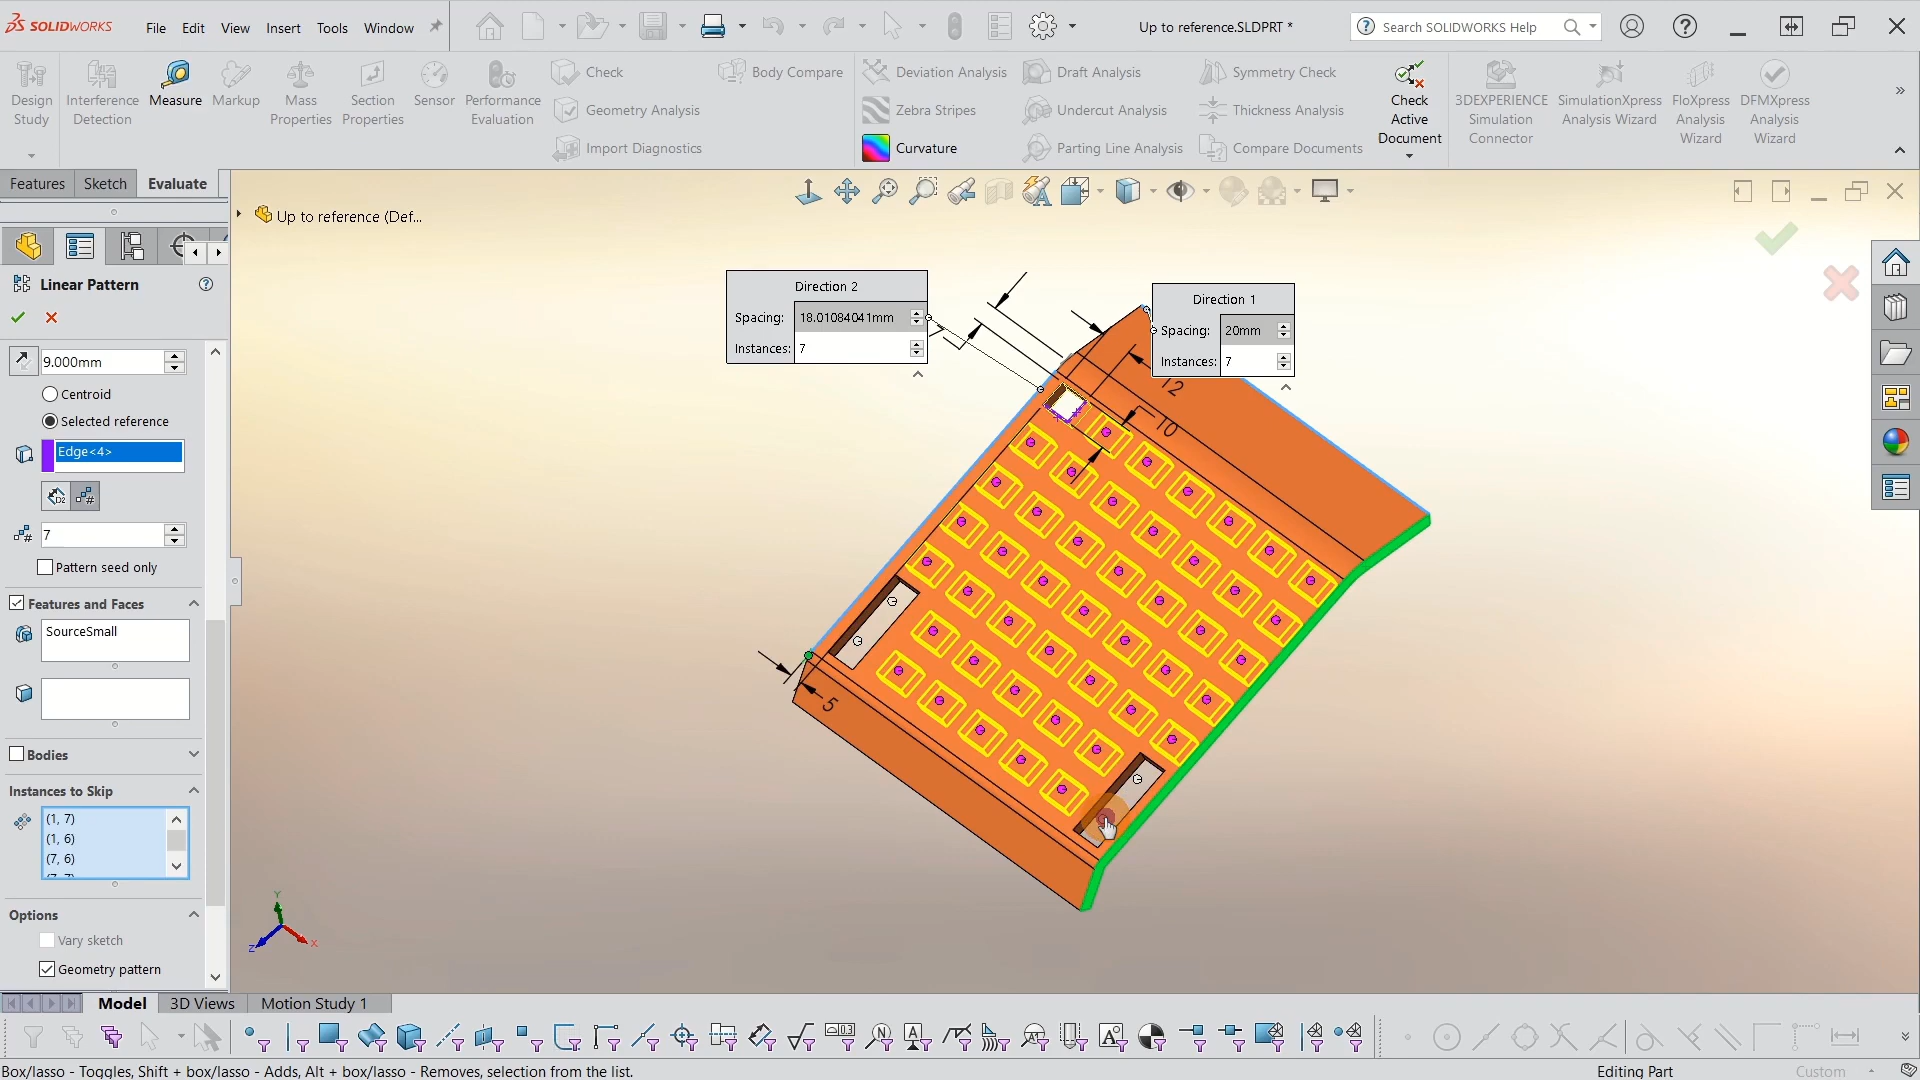 SOLIDWORKS
File Edit View Insert Tools Window
Up to reference.SLDPRT *
Search SOLIDWORKS Help
Design Study
Interference Detection
Measure
Markup
Mass Properties
Section Properties
Sensor
Performance Evaluation
Check
Geometry Analysis
Import Diagnostics
Body Compare
Deviation Analysis
Zebra Stripes
Curvature
Draft Analysis
Undercut Analysis
Parting Line Analysis
Symmetry Check
Thickness Analysis
Compare Documents
Check Active Document
3DEXPERIENCE Simulation Connector
SimulationXpress Analysis Wizard
FloXpress Analysis Wizard
DFMXpress Analysis Wizard
Features Sketch Evaluate
Up to reference (Def...
Linear Pattern
9.000mm
Centroid
Selected reference
Edge<4>
D2
#
7
Pattern seed only
Features and Faces
SourceSmall
Bodies
Instances to Skip
(1, 7)
(1, 6)
(7, 6)
(7, 7)
Options
Vary sketch
Geometry pattern
Direction 2
Spacing: 18.01084041mm
Instances: 7
Direction 1
Spacing: 20mm
Instances: 7
12
10
5
Y
Z
X
Model 3D Views Motion Study 1
Box/lasso - Toggles, Shift + box/lasso - Adds, Alt + box/lasso - Removes, selection from the list.
Editing Part
Custom